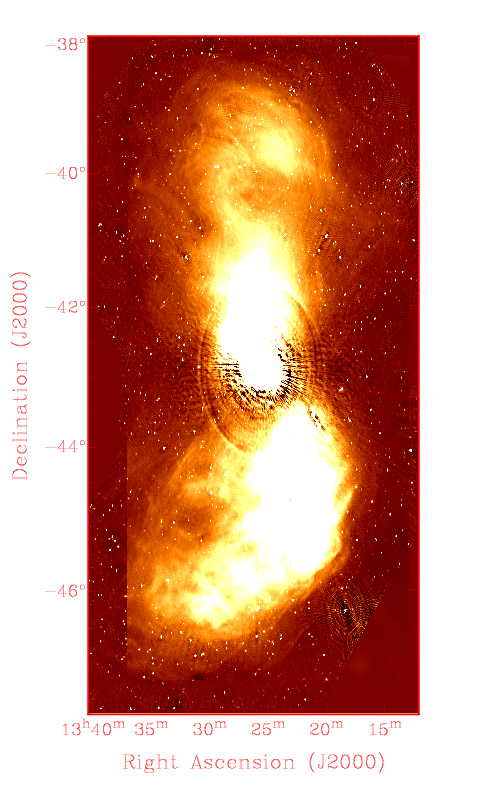 −38°
−40°
−42°
−44°
−46°
Declination (J2000)
13ʰ40ᵐ 35ᵐ 30ᵐ 25ᵐ 20ᵐ 15ᵐ
Right Ascension (J2000)